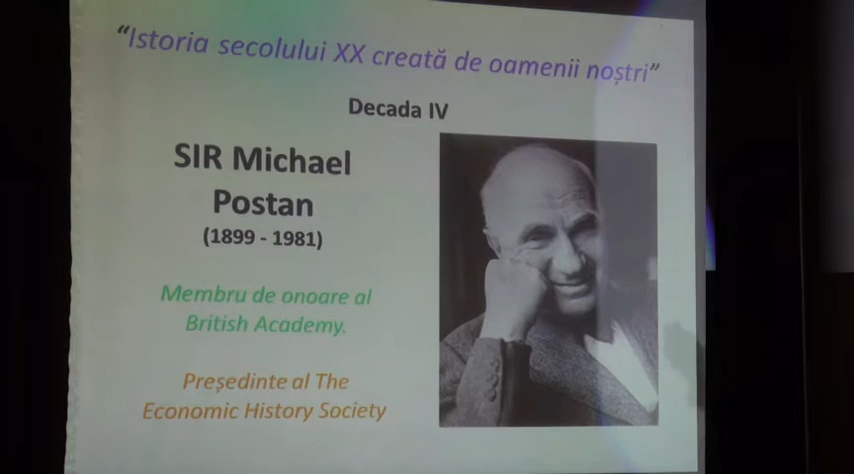 “Istoria secolului XX creată de oamenii noștri”
Decada IV
SIR Michael
Postan
(1899 - 1981)
Membru de onoare al
British Academy.
Președinte al The
Economic History Society